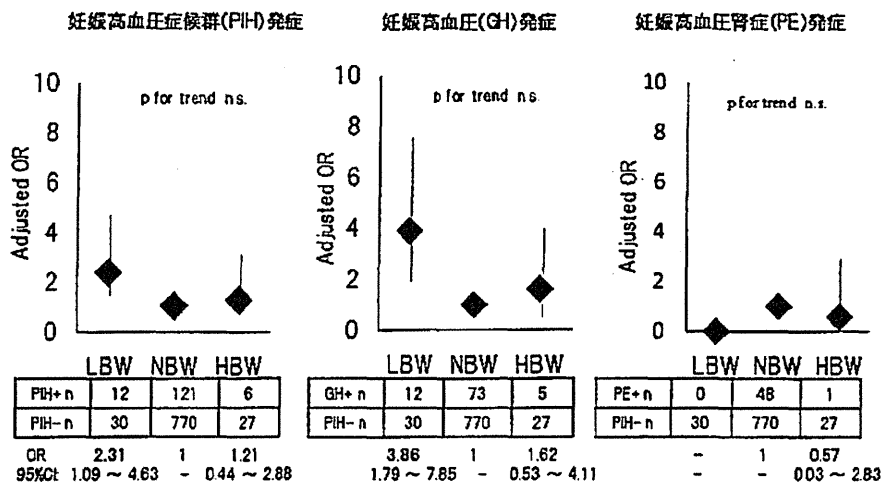 妊娠高血圧症候群(PIH)発症
p for trend n.s.
Adjusted OR
10
8
6
4
2
0
LBW NBW HBW
PIH+ n 12 121 6
PIH- n 30 770 27
OR 2.31 1 1.21
95%CI: 1.09 ~ 4.63 - 0.44 ~ 2.88
妊娠高血圧(GH)発症
p for trend n.s.
Adjusted OR
10
8
6
4
2
0
LBW NBW HBW
GH+ n 12 73 5
PIH- n 30 770 27
3.86 1 1.62
1.79 ~ 7.85 - 0.53 ~ 4.11
妊娠高血圧腎症(PE)発症
p for trend n.s.
Adjusted OR
10
8
6
4
2
0
LBW NBW HBW
PE+ n 0 48 1
PIH- n 30 770 27
- 1 0.57
- - 0.03 ~ 2.83